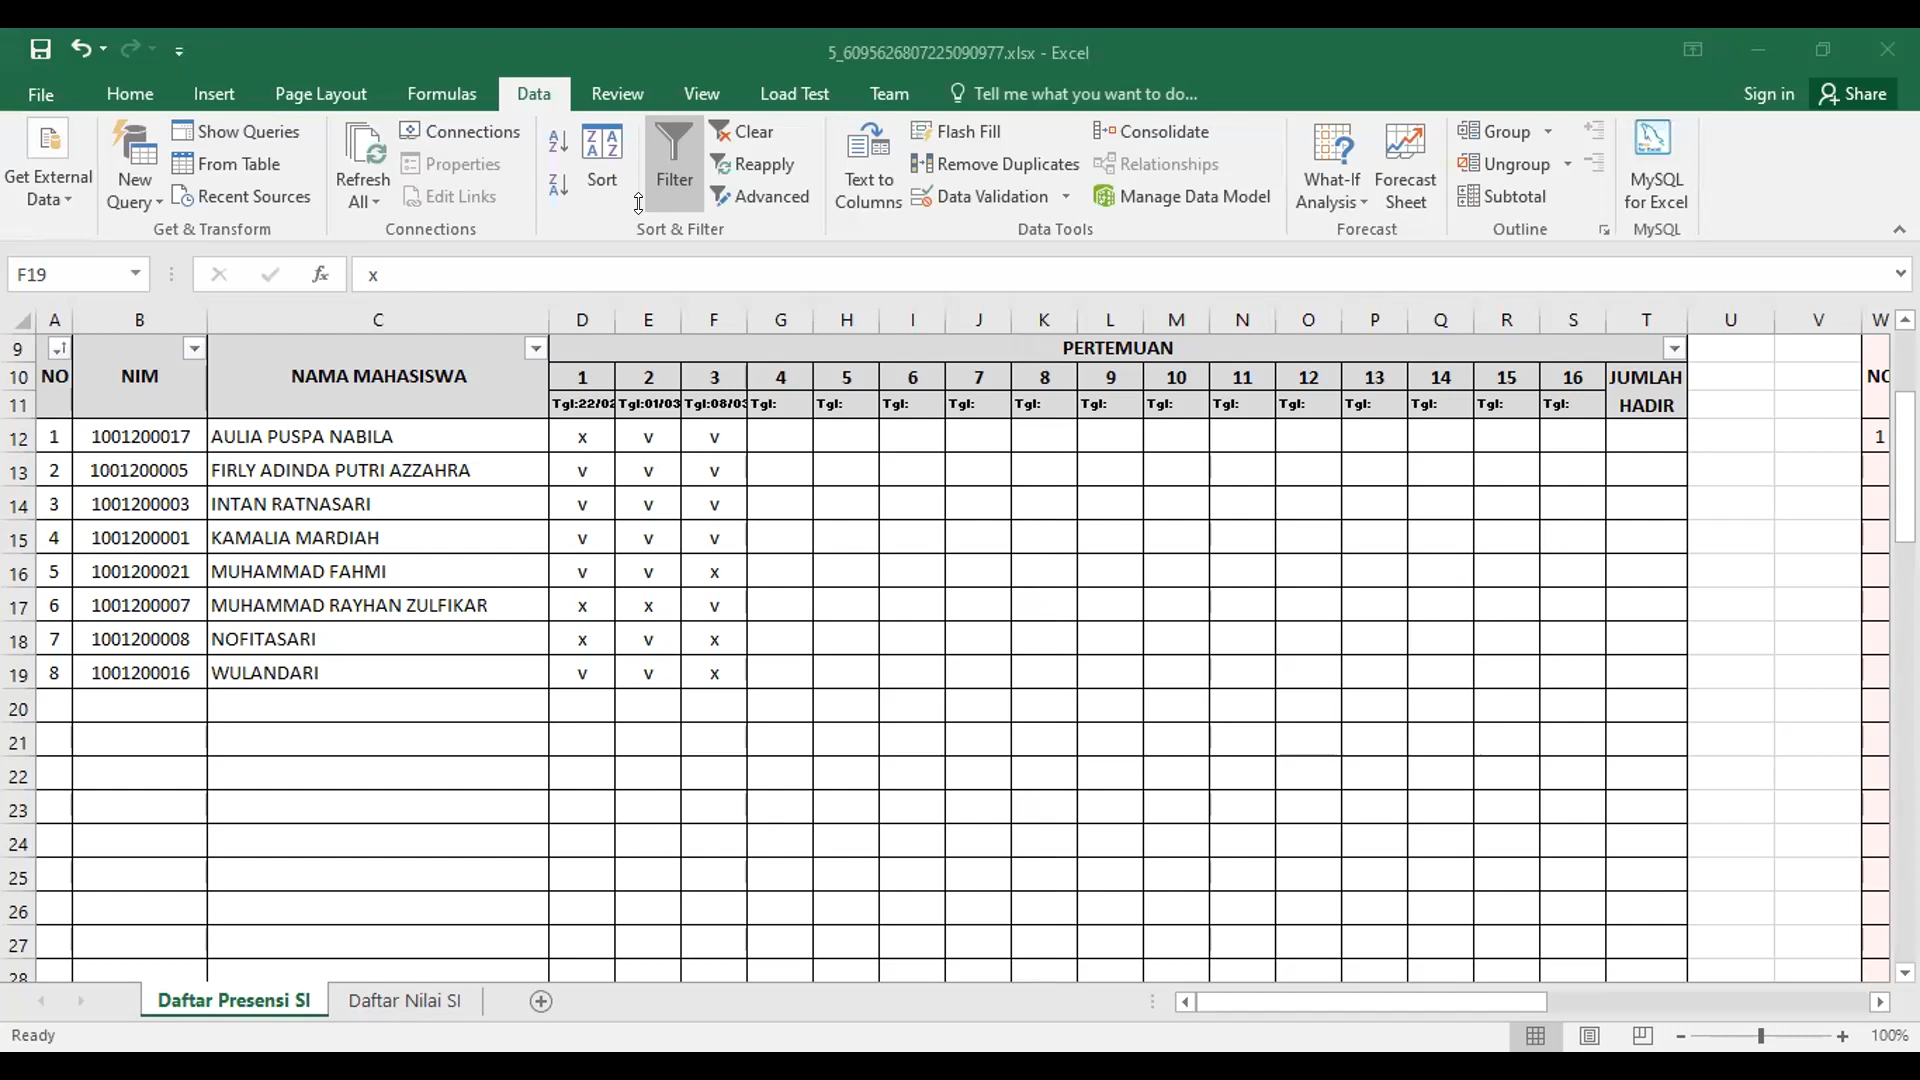 5_6095626807225090977.xlsx - Excel
File Home Insert Page Layout Formulas Data Review View Load Test Team Tell me what you want to do... Sign in Share
Get External Data
New Query
Show Queries
From Table
Recent Sources
Get & Transform
Refresh All
Connections
Properties
Edit Links
Connections
Sort
Filter
Clear
Reapply
Advanced
Sort & Filter
Text to Columns
Flash Fill
Remove Duplicates
Data Validation
Consolidate
Relationships
Manage Data Model
Data Tools
What-If Analysis
Forecast Sheet
Forecast
Group
Ungroup
Subtotal
Outline
MySQL for Excel
MySQL
F19 fx x
A B C D E F G H I J K L M N O P Q R S T U V W
9 PERTEMUAN
10 NO NIM NAMA MAHASISWA 1 2 3 4 5 6 7 8 9 10 11 12 13 14 15 16 JUMLAH
11 Tgl:22/02 Tgl:01/03 Tgl:08/03 Tgl: Tgl: Tgl: Tgl: Tgl: Tgl: Tgl: Tgl: Tgl: Tgl: Tgl: Tgl: Tgl: HADIR
12 1 1001200017 AULIA PUSPA NABILA x v v 1
13 2 1001200005 FIRLY ADINDA PUTRI AZZAHRA v v v
14 3 1001200003 INTAN RATNASARI v v v
15 4 1001200001 KAMALIA MARDIAH v v v
16 5 1001200021 MUHAMMAD FAHMI v v x
17 6 1001200007 MUHAMMAD RAYHAN ZULFIKAR x x v
18 7 1001200008 NOFITASARI x v x
19 8 1001200016 WULANDARI v v x
20
21
22
23
24
25
26
27
28
Daftar Presensi SI Daftar Nilai SI
Ready 100%